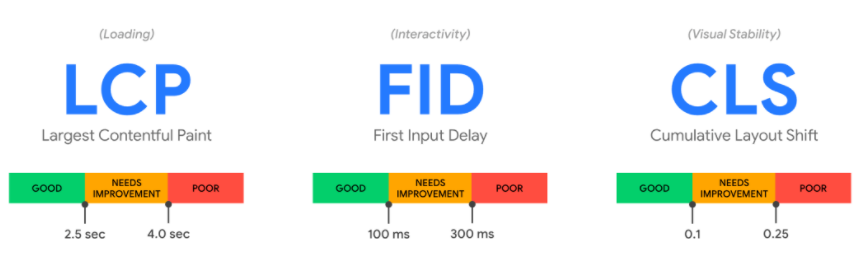 (Loading)
LCP
Largest Contentful Paint
GOOD
NEEDS
IMPROVEMENT
POOR
2.5 sec
4.0 sec
(Interactivity)
FID
First Input Delay
GOOD
NEEDS
IMPROVEMENT
POOR
100 ms
300 ms
(Visual Stability)
CLS
Cumulative Layout Shift
GOOD
NEEDS
IMPROVEMENT
POOR
0.1
0.25